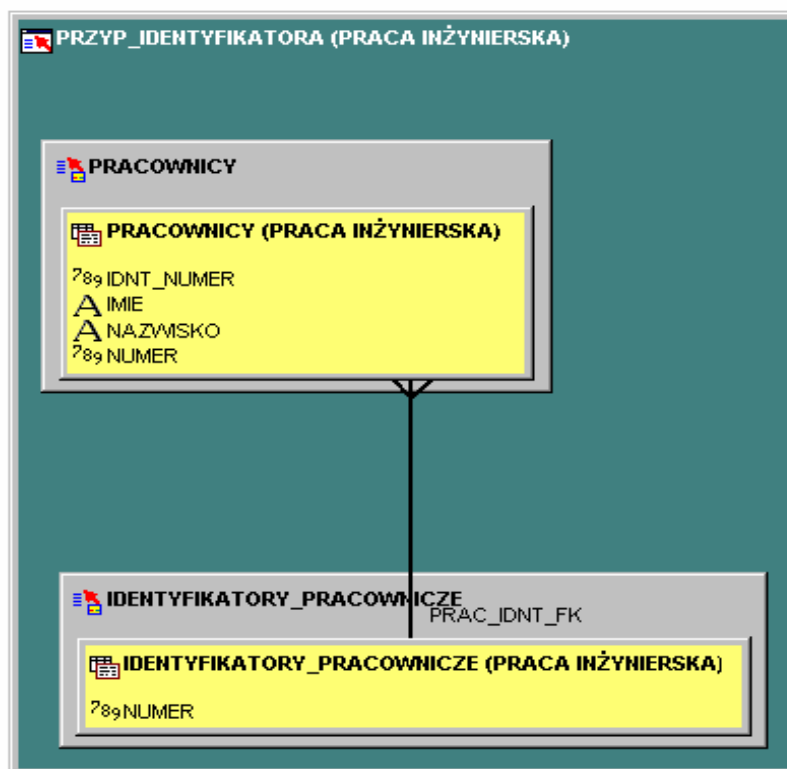 PRZYP_IDENTYFIKATORA (PRACA INŻYNIERSKA)
PRACOWNICY
PRACOWNICY (PRACA INŻYNIERSKA)
789 IDNT_NUMER
A IMIE
A NAZWISKO
789 NUMER
IDENTYFIKATORY_PRACOWNICZE
PRAC_IDNT_FK
IDENTYFIKATORY_PRACOWNICZE (PRACA INŻYNIERSKA)
789 NUMER